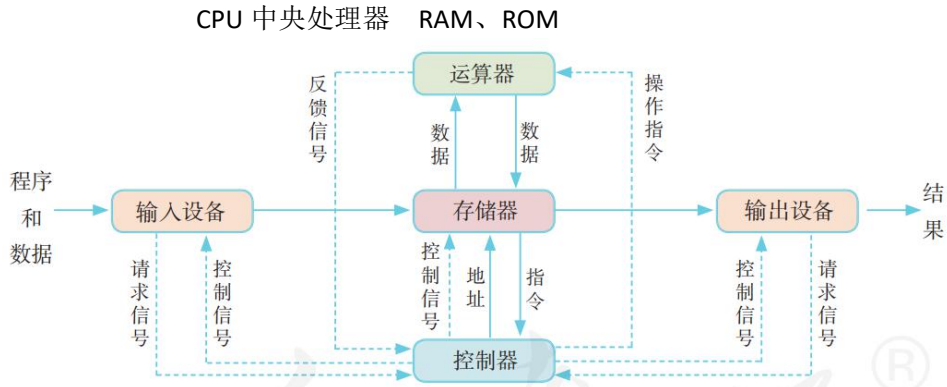 CPU 中央处理器 RAM、ROM
运算器
反馈信号
操作指令
数据
数据
程序和数据
输入设备
存储器
输出设备
结果
请求信号
控制信号
控制信号
地址
指令
控制信号
请求信号
控制器
®